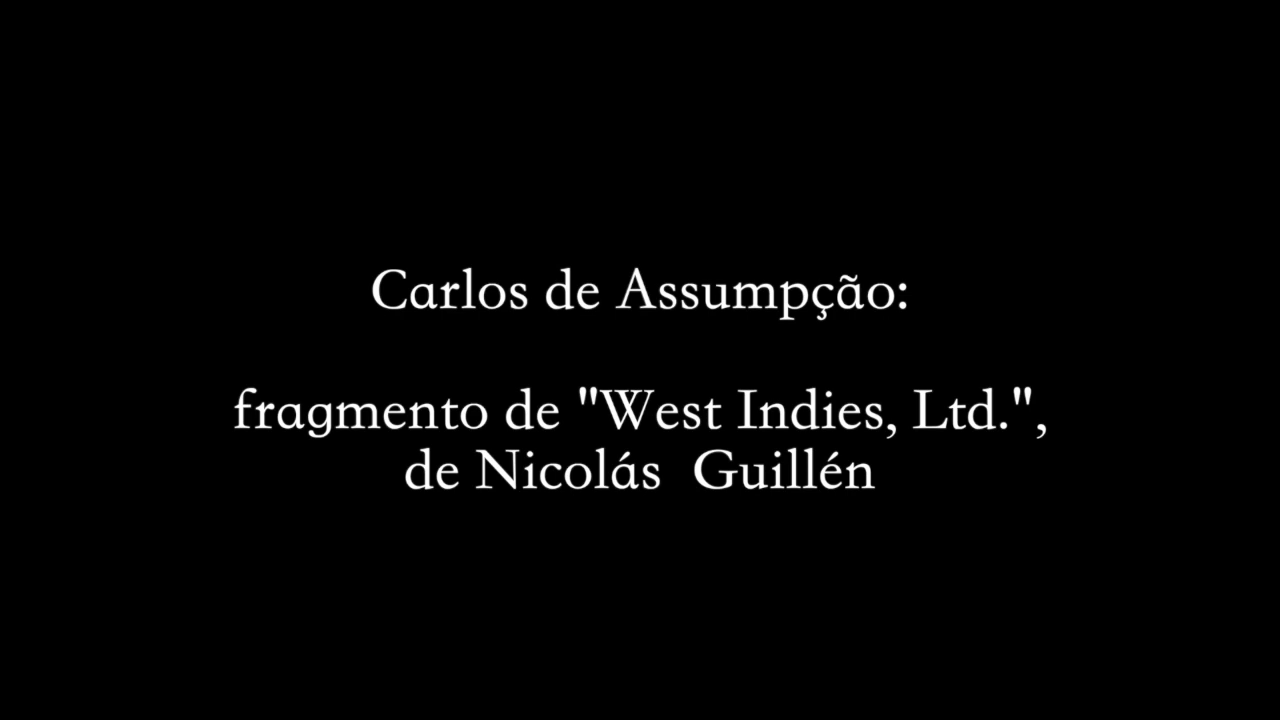 Carlos de Assumpção:
fragmento de "West Indies, Ltd.",
de Nicolás  Guillén